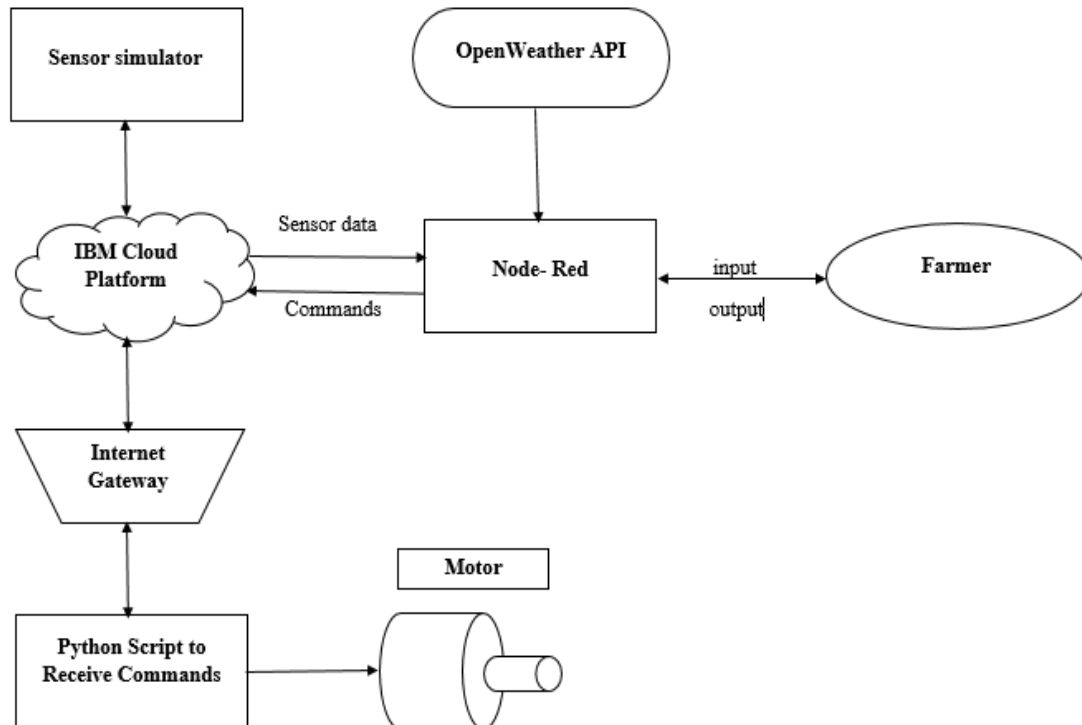 Sensor simulator
OpenWeather API
IBM Cloud
Platform
Sensor data
Commands
Node- Red
input
output
Farmer
Internet
Gateway
Motor
Python Script to
Receive Commands